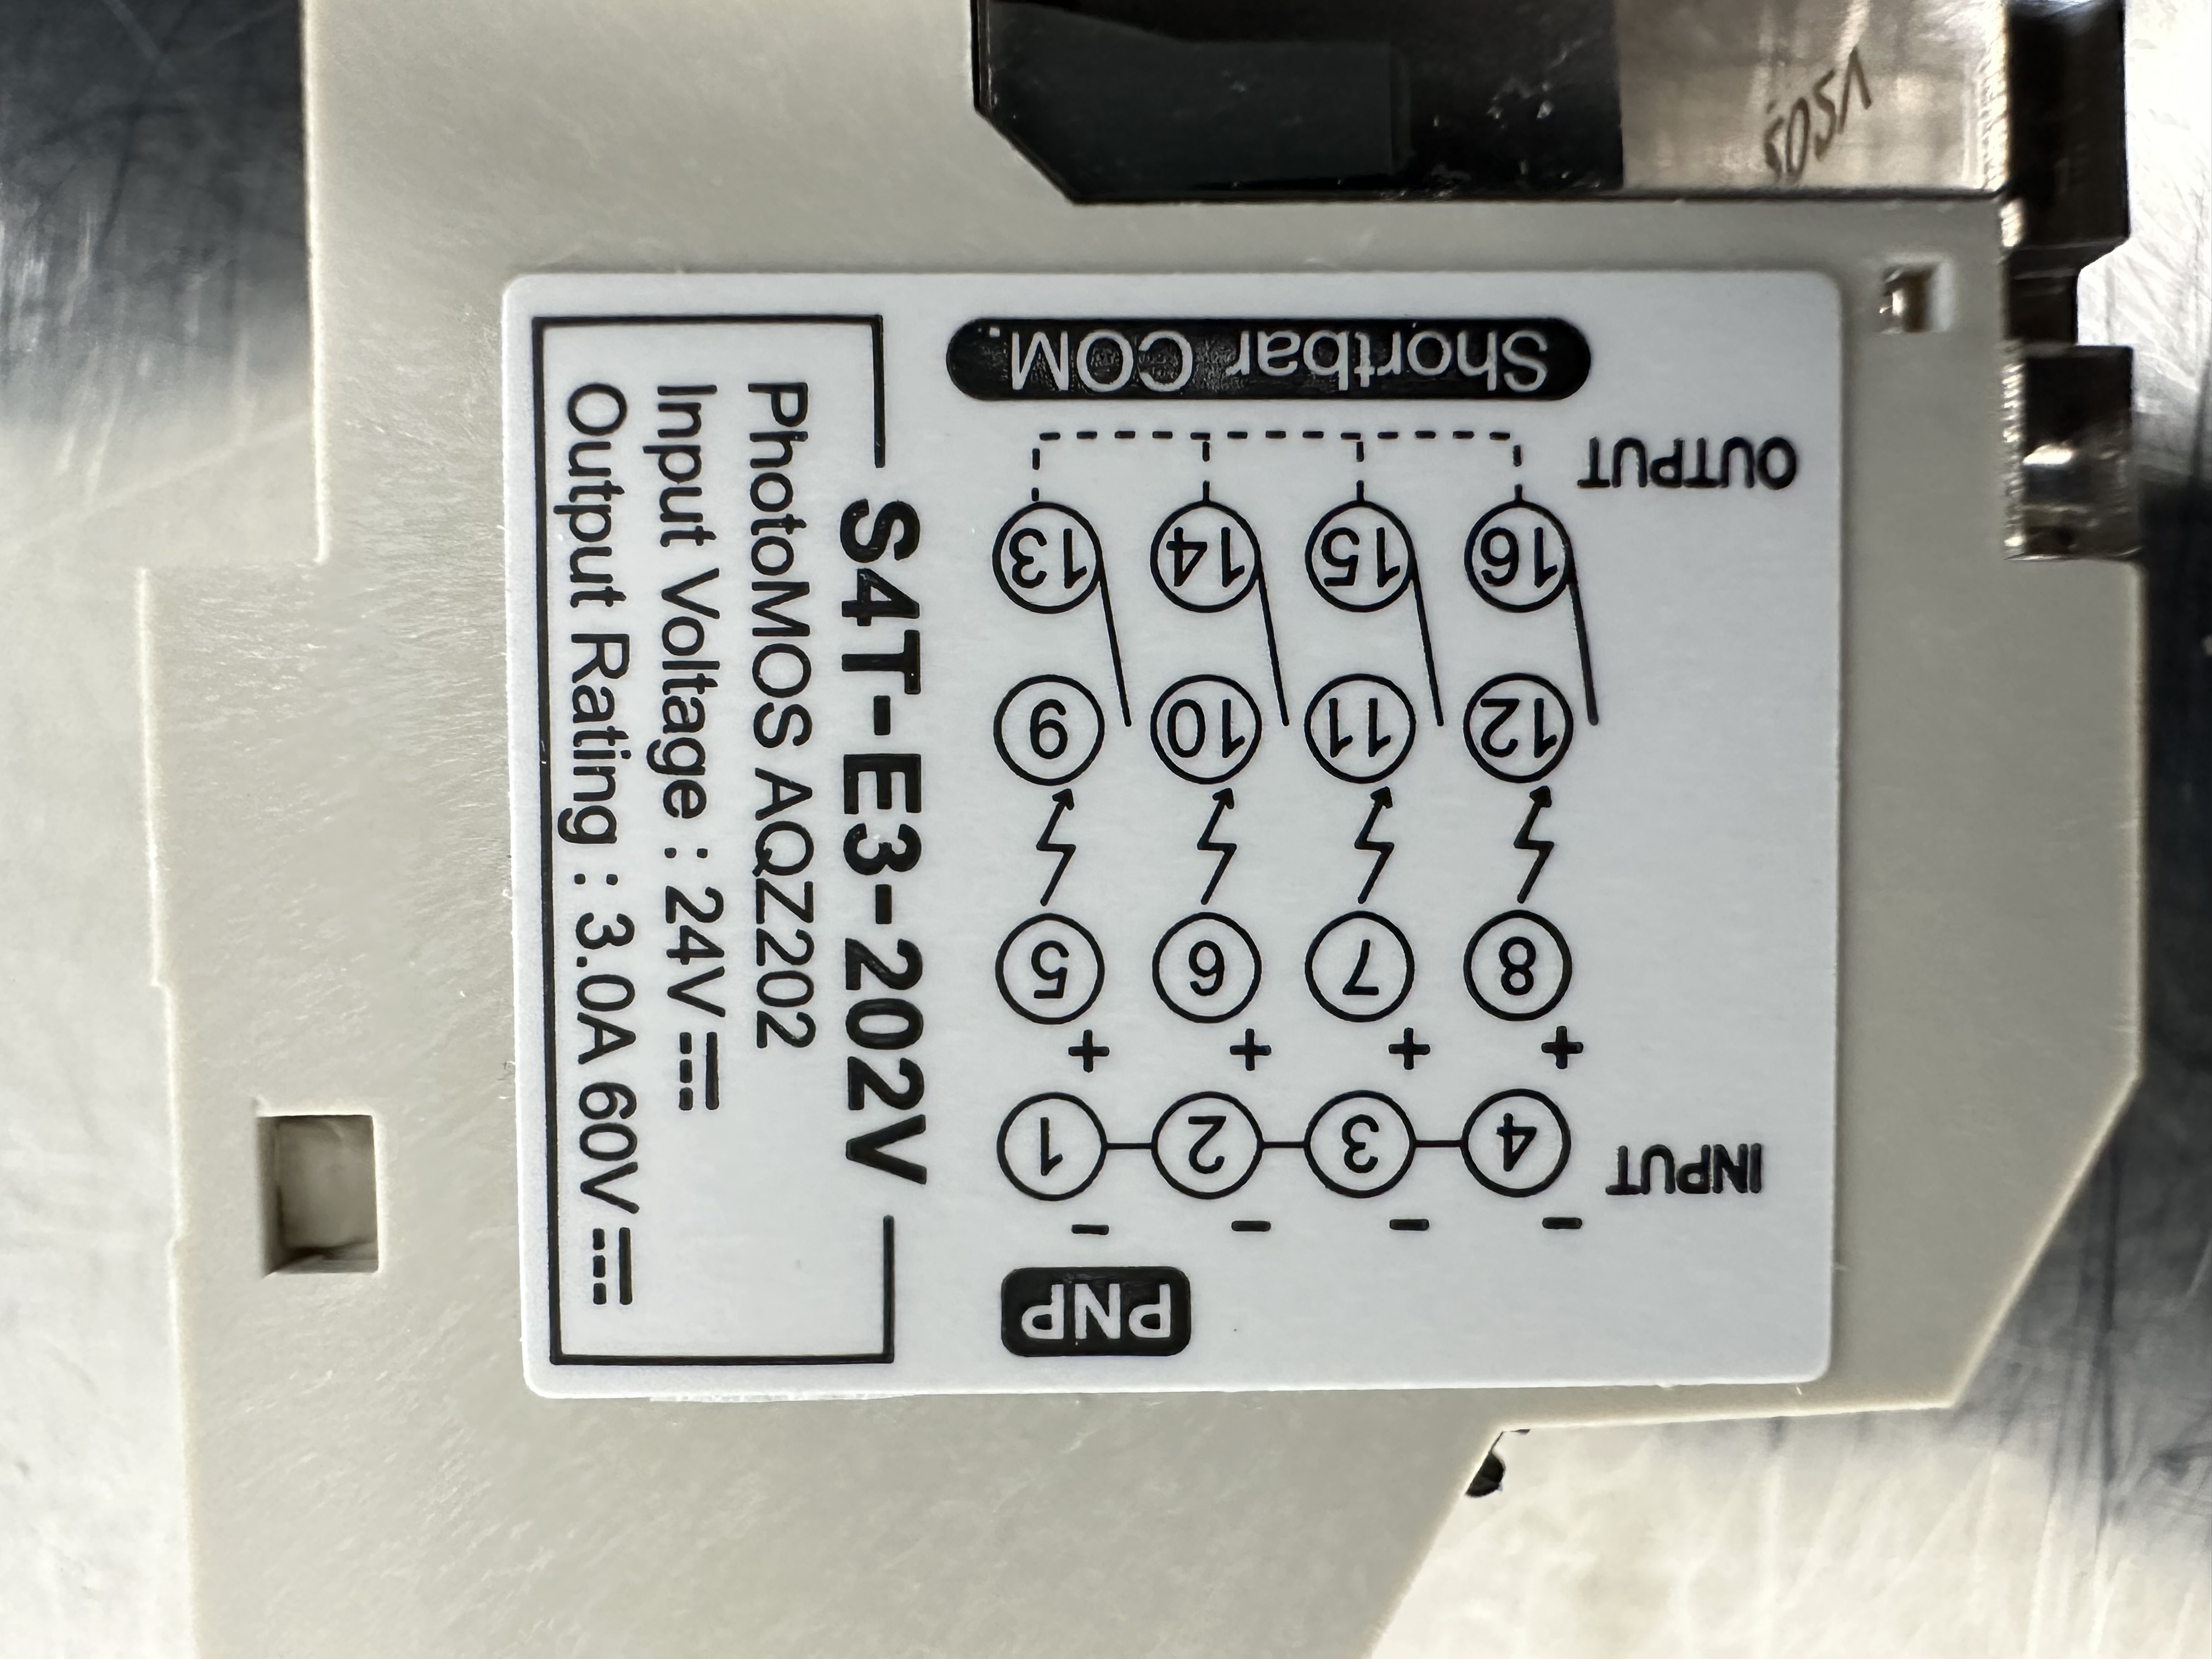 S4T-E3-202V
PhotoMOS AQZ202
Input Voltage : 24V
Output Rating : 3.0A 60V
PNP
- - - -
INPUT 4 3 2 1
+ + + +
8 7 6 5
12 11 10 9
16 15 14 13
OUTPUT
Shortbar COM.